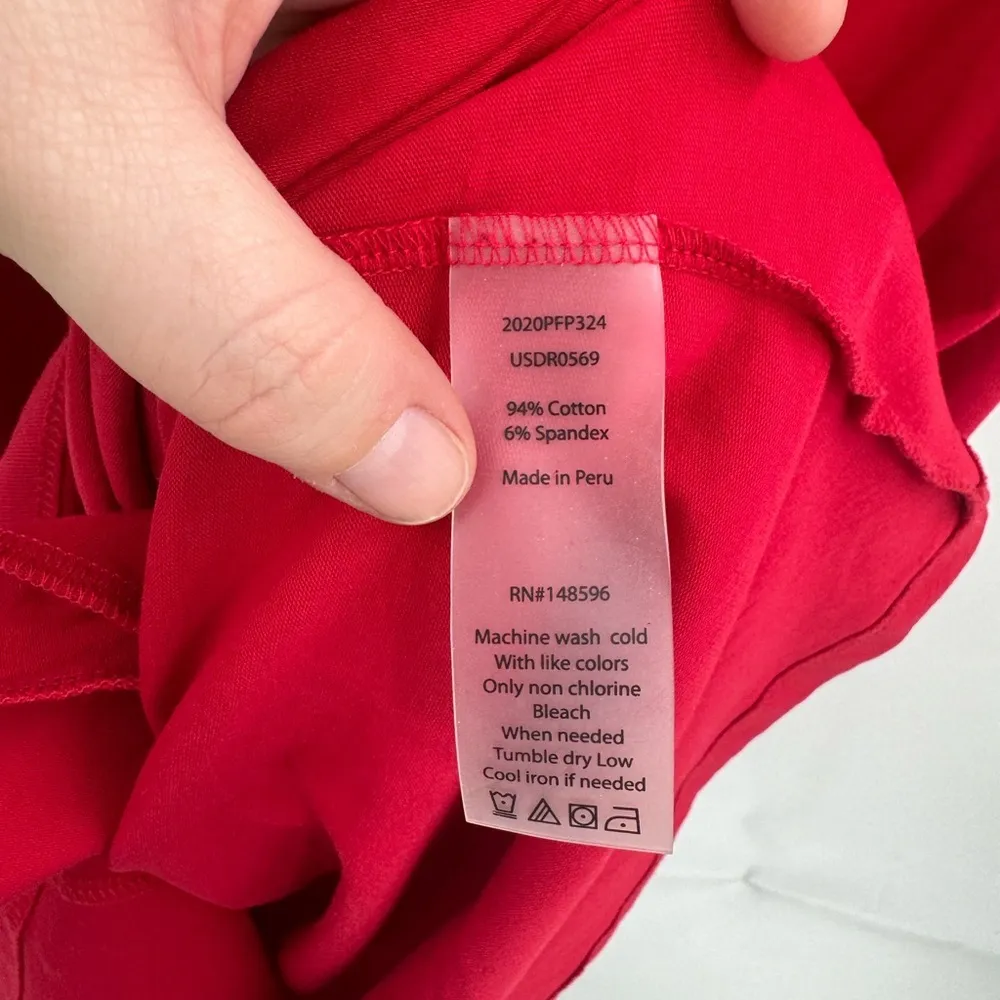 2020PFP324
USDR0569
94% Cotton
6% Spandex
Made in Peru
RN#148596
Machine wash cold
With like colors
Only non chlorine
Bleach
When needed
Tumble dry Low
Cool iron if needed